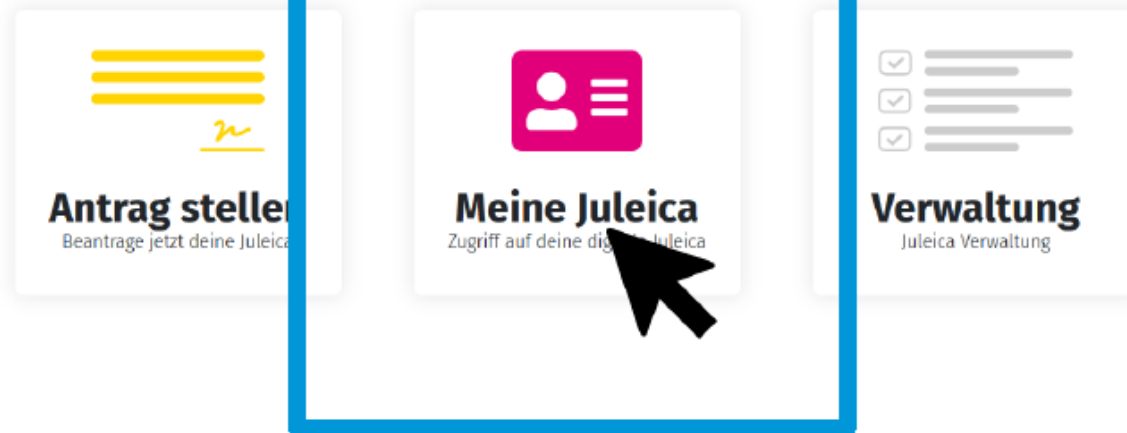 Antrag stellen
Beantrage jetzt deine Juleica
Meine Juleica
Zugriff auf deine Juleica
Verwaltung
Juleica Verwaltung